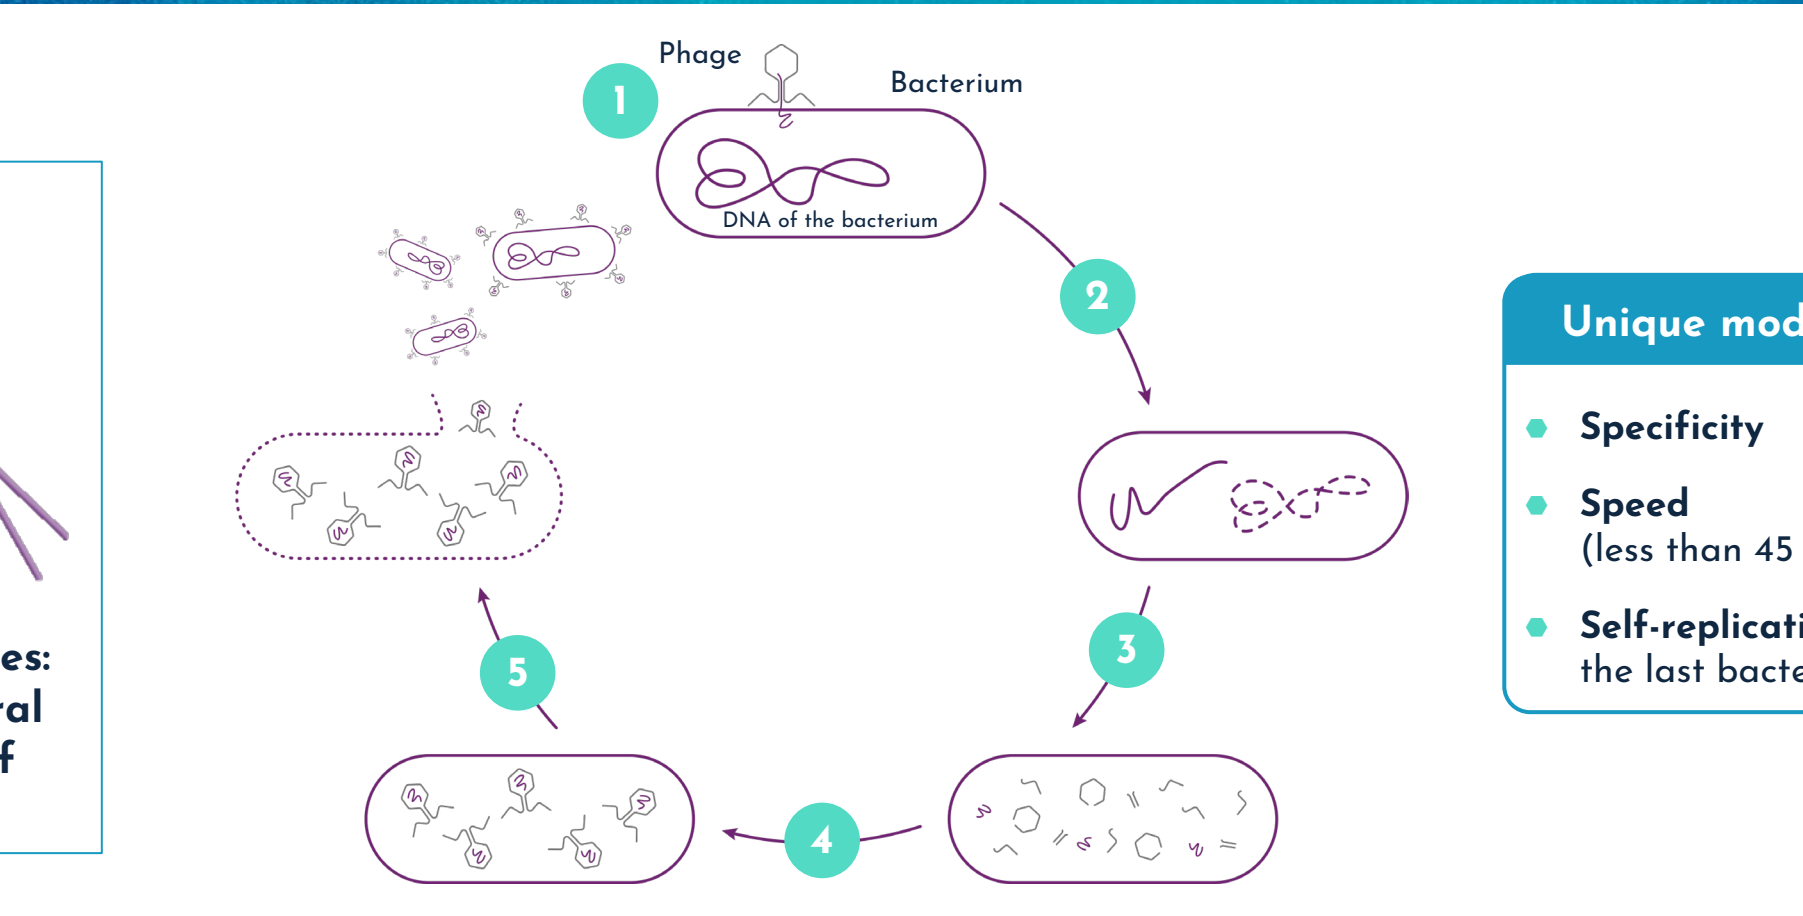 Phage
1
Bacterium
DNA of the bacterium
2
3
4
5
es:
ral
f
Unique mod
Specificity
Speed
(less than 45
Self-replicati
the last bacte